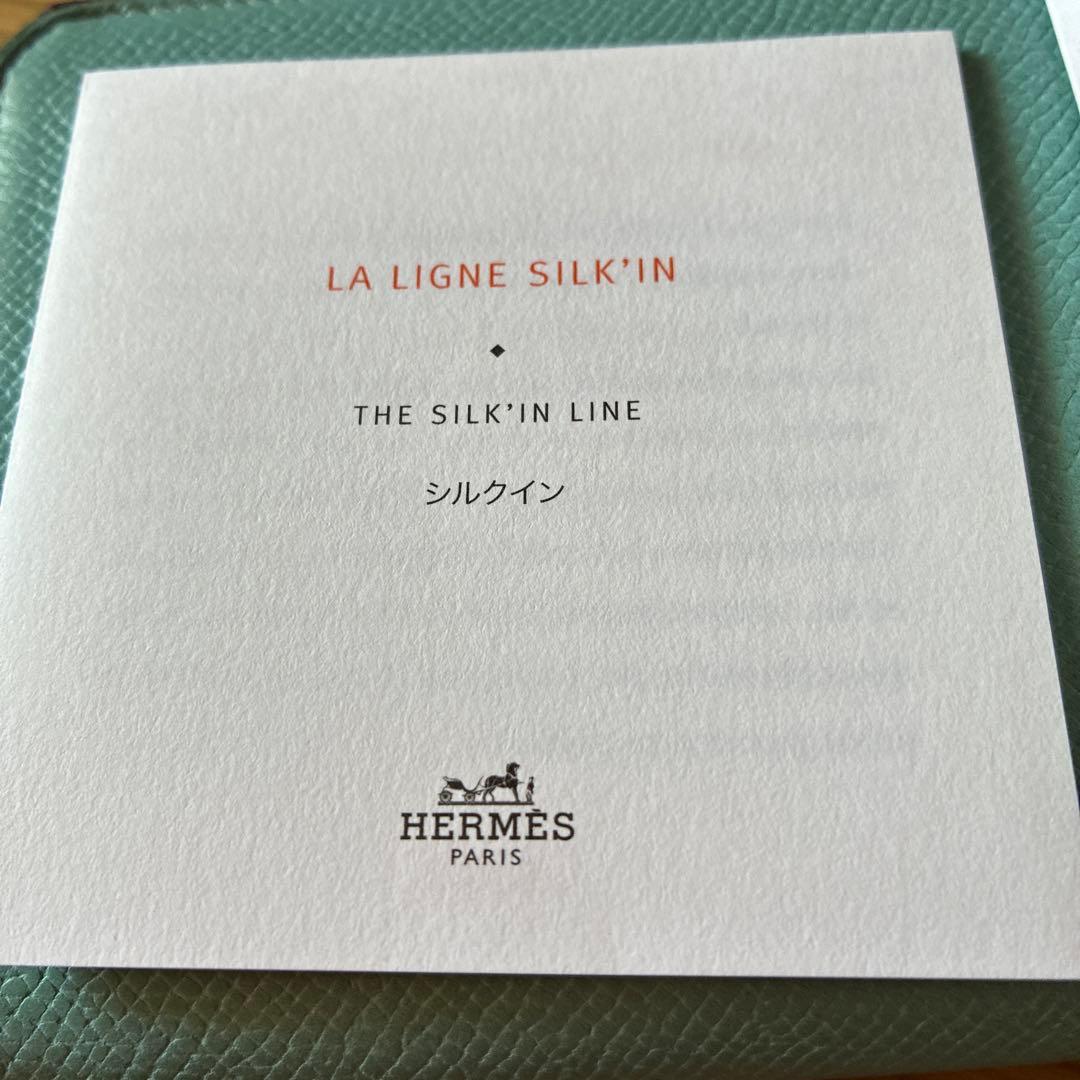 LA LIGNE SILK’IN
THE SILK’IN LINE
シルクイン
HERMÈS
PARIS